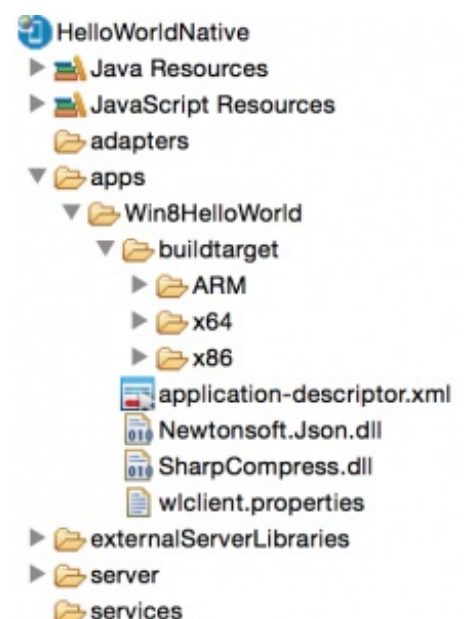 HelloWorldNative
Java Resources
JavaScript Resources
adapters
apps
Win8HelloWorld
buildtarget
ARM
x64
x86
application-descriptor.xml
Newtonsoft.Json.dll
SharpCompress.dll
wlclient.properties
externalServerLibraries
server
services